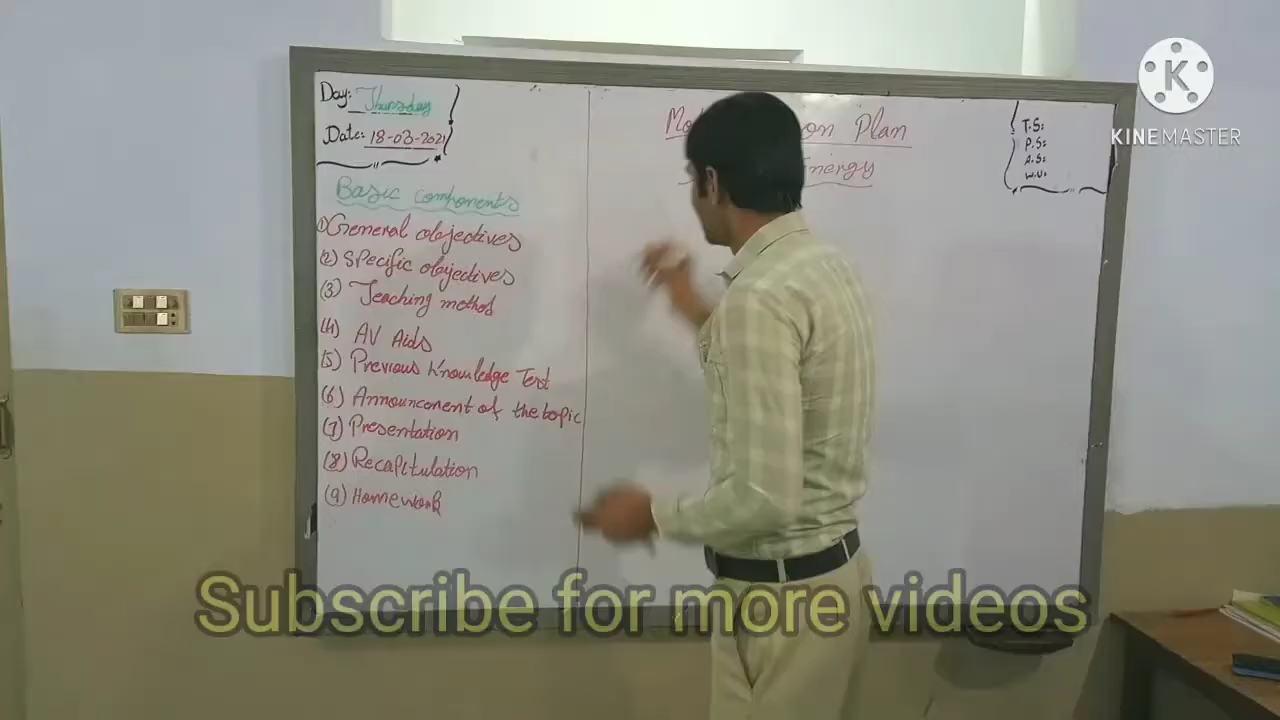 Day: Thursday
Date: 18-03-2021
Basic components
(1) General objectives
(2) Specific objectives
(3) Teaching method
(4) AV Aids
(5) Previous Knowledge Test
(6) Announcment of the topic
(7) Presentation
(8) Recapitulation
(9) Homework
Plan
T.S:
P.S:
A.S:
W.U:
K
KINEMASTER
Subscribe for more videos